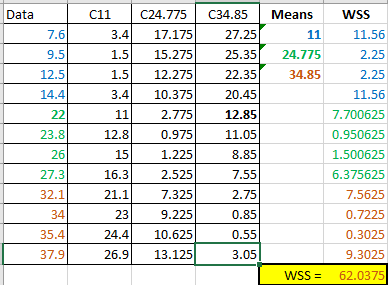 Data C11 C24.775 C34.85 Means WSS
7.6 3.4 17.175 27.25 11 11.56
9.5 1.5 15.275 25.35 24.775 2.25
12.5 1.5 12.275 22.35 34.85 2.25
14.4 3.4 10.375 20.45 11.56
22 11 2.775 12.85 7.700625
23.8 12.8 0.975 11.05 0.950625
26 15 1.225 8.85 1.500625
27.3 16.3 2.525 7.55 6.375625
32.1 21.1 7.325 2.75 7.5625
34 23 9.225 0.85 0.7225
35.4 24.4 10.625 0.55 0.3025
37.9 26.9 13.125 3.05 9.3025
WSS = 62.0375